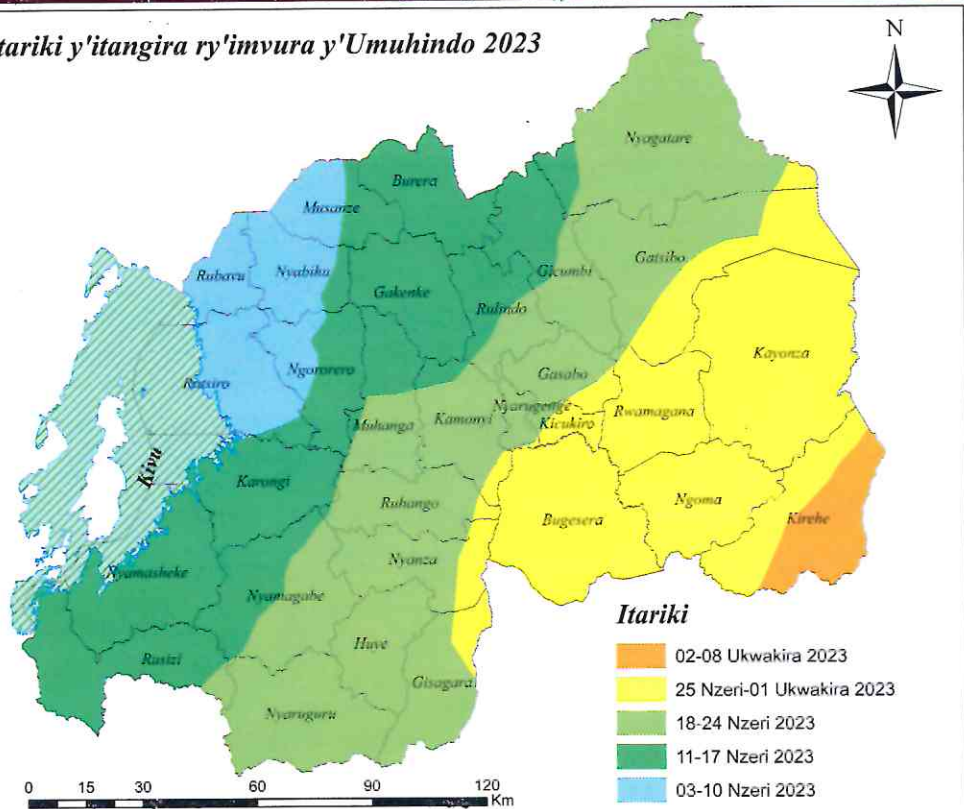 tariki y'itangira ry'imvura y'Umuhindo 2023
N
Nyagatare
Burera
Musanze
Rubavu
Nyabihu
Gakenke
Gicumbi
Gatsibo
Rulindo
Kayonza
Rutsiro
Ngororero
Gasabo
Nyarugenge
Rwamagana
Muhanga
Kamonyi
Kicukiro
Kivu
Karongi
Ruhango
Bugesera
Ngoma
Kirehe
Nyanza
Nyamasheke
Nyamagabe
Huye
Rusizi
Gisagara
Nyaruguru
Itariki
02-08 Ukwakira 2023
25 Nzeri-01 Ukwakira 2023
18-24 Nzeri 2023
11-17 Nzeri 2023
03-10 Nzeri 2023
0 15 30 60 90 120
Km